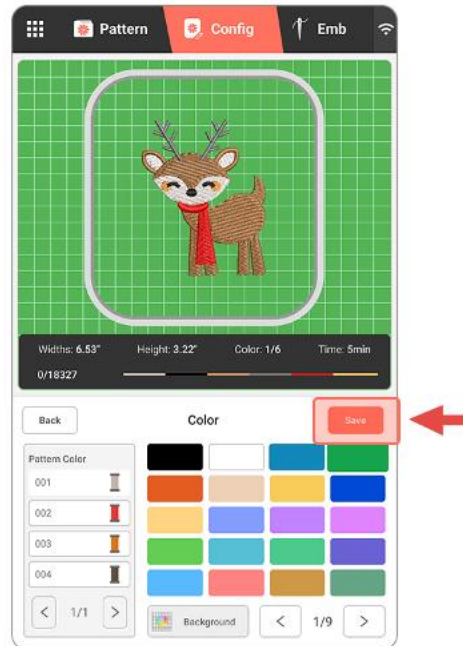 Pattern Config Emb
Widths: 6.53" Height: 3.22" Color: 1/6 Time: 5min
0/18327
Back Color Save
Pattern Color
001
002
003
004
< 1/1 >
Background < 1/9 >